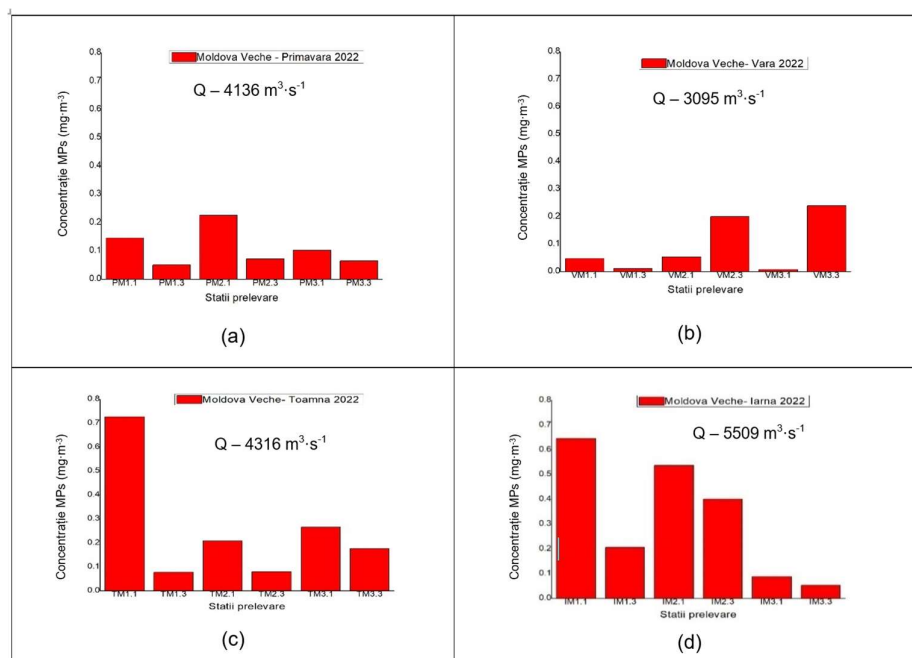 Moldova Veche - Primavara 2022
Q – 4136 m³·s⁻¹
Concentrație MPs (mg·m⁻³)
0.8
0.7
0.6
0.5
0.4
0.3
0.2
0.1
0.0
PM1.1 PM1.3 PM2.1 PM2.3 PM3.1 PM3.3
Statii prelevare
(a)
Moldova Veche- Vara 2022
Q – 3095 m³·s⁻¹
Concentrație MPs (mg·m⁻³)
0.8
0.7
0.6
0.5
0.4
0.3
0.2
0.1
0.0
VM1.1 VM1.3 VM2.1 VM2.3 VM3.1 VM3.3
Statii prelevare
(b)
Moldova Veche- Toamna 2022
Q – 4316 m³·s⁻¹
Concentrație MPs (mg·m⁻³)
0.8
0.7
0.6
0.5
0.4
0.3
0.2
0.1
0.0
TM1.1 TM1.3 TM2.1 TM2.3 TM3.1 TM3.3
Statii prelevare
(c)
Moldova Veche- Iarna 2022
Q – 5509 m³·s⁻¹
Concentrație MPs (mg·m⁻³)
0.8
0.7
0.6
0.5
0.4
0.3
0.2
0.1
0.0
IM1.1 IM1.3 IM2.1 IM2.3 IM3.1 IM3.3
Statii prelevare
(d)